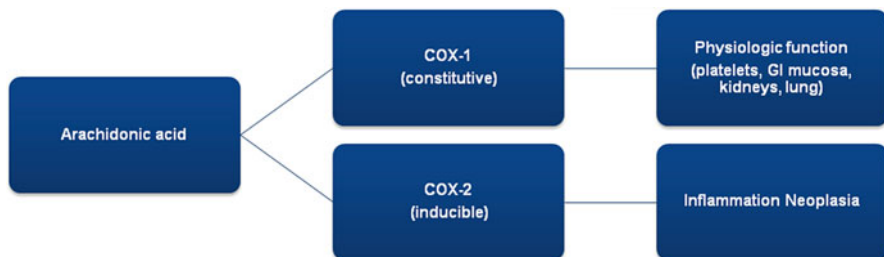 Arachidonic acid
COX-1
(constitutive)
Physiologic function
(platelets, GI mucosa,
kidneys, lung)
COX-2
(inducible)
Inflammation Neoplasia